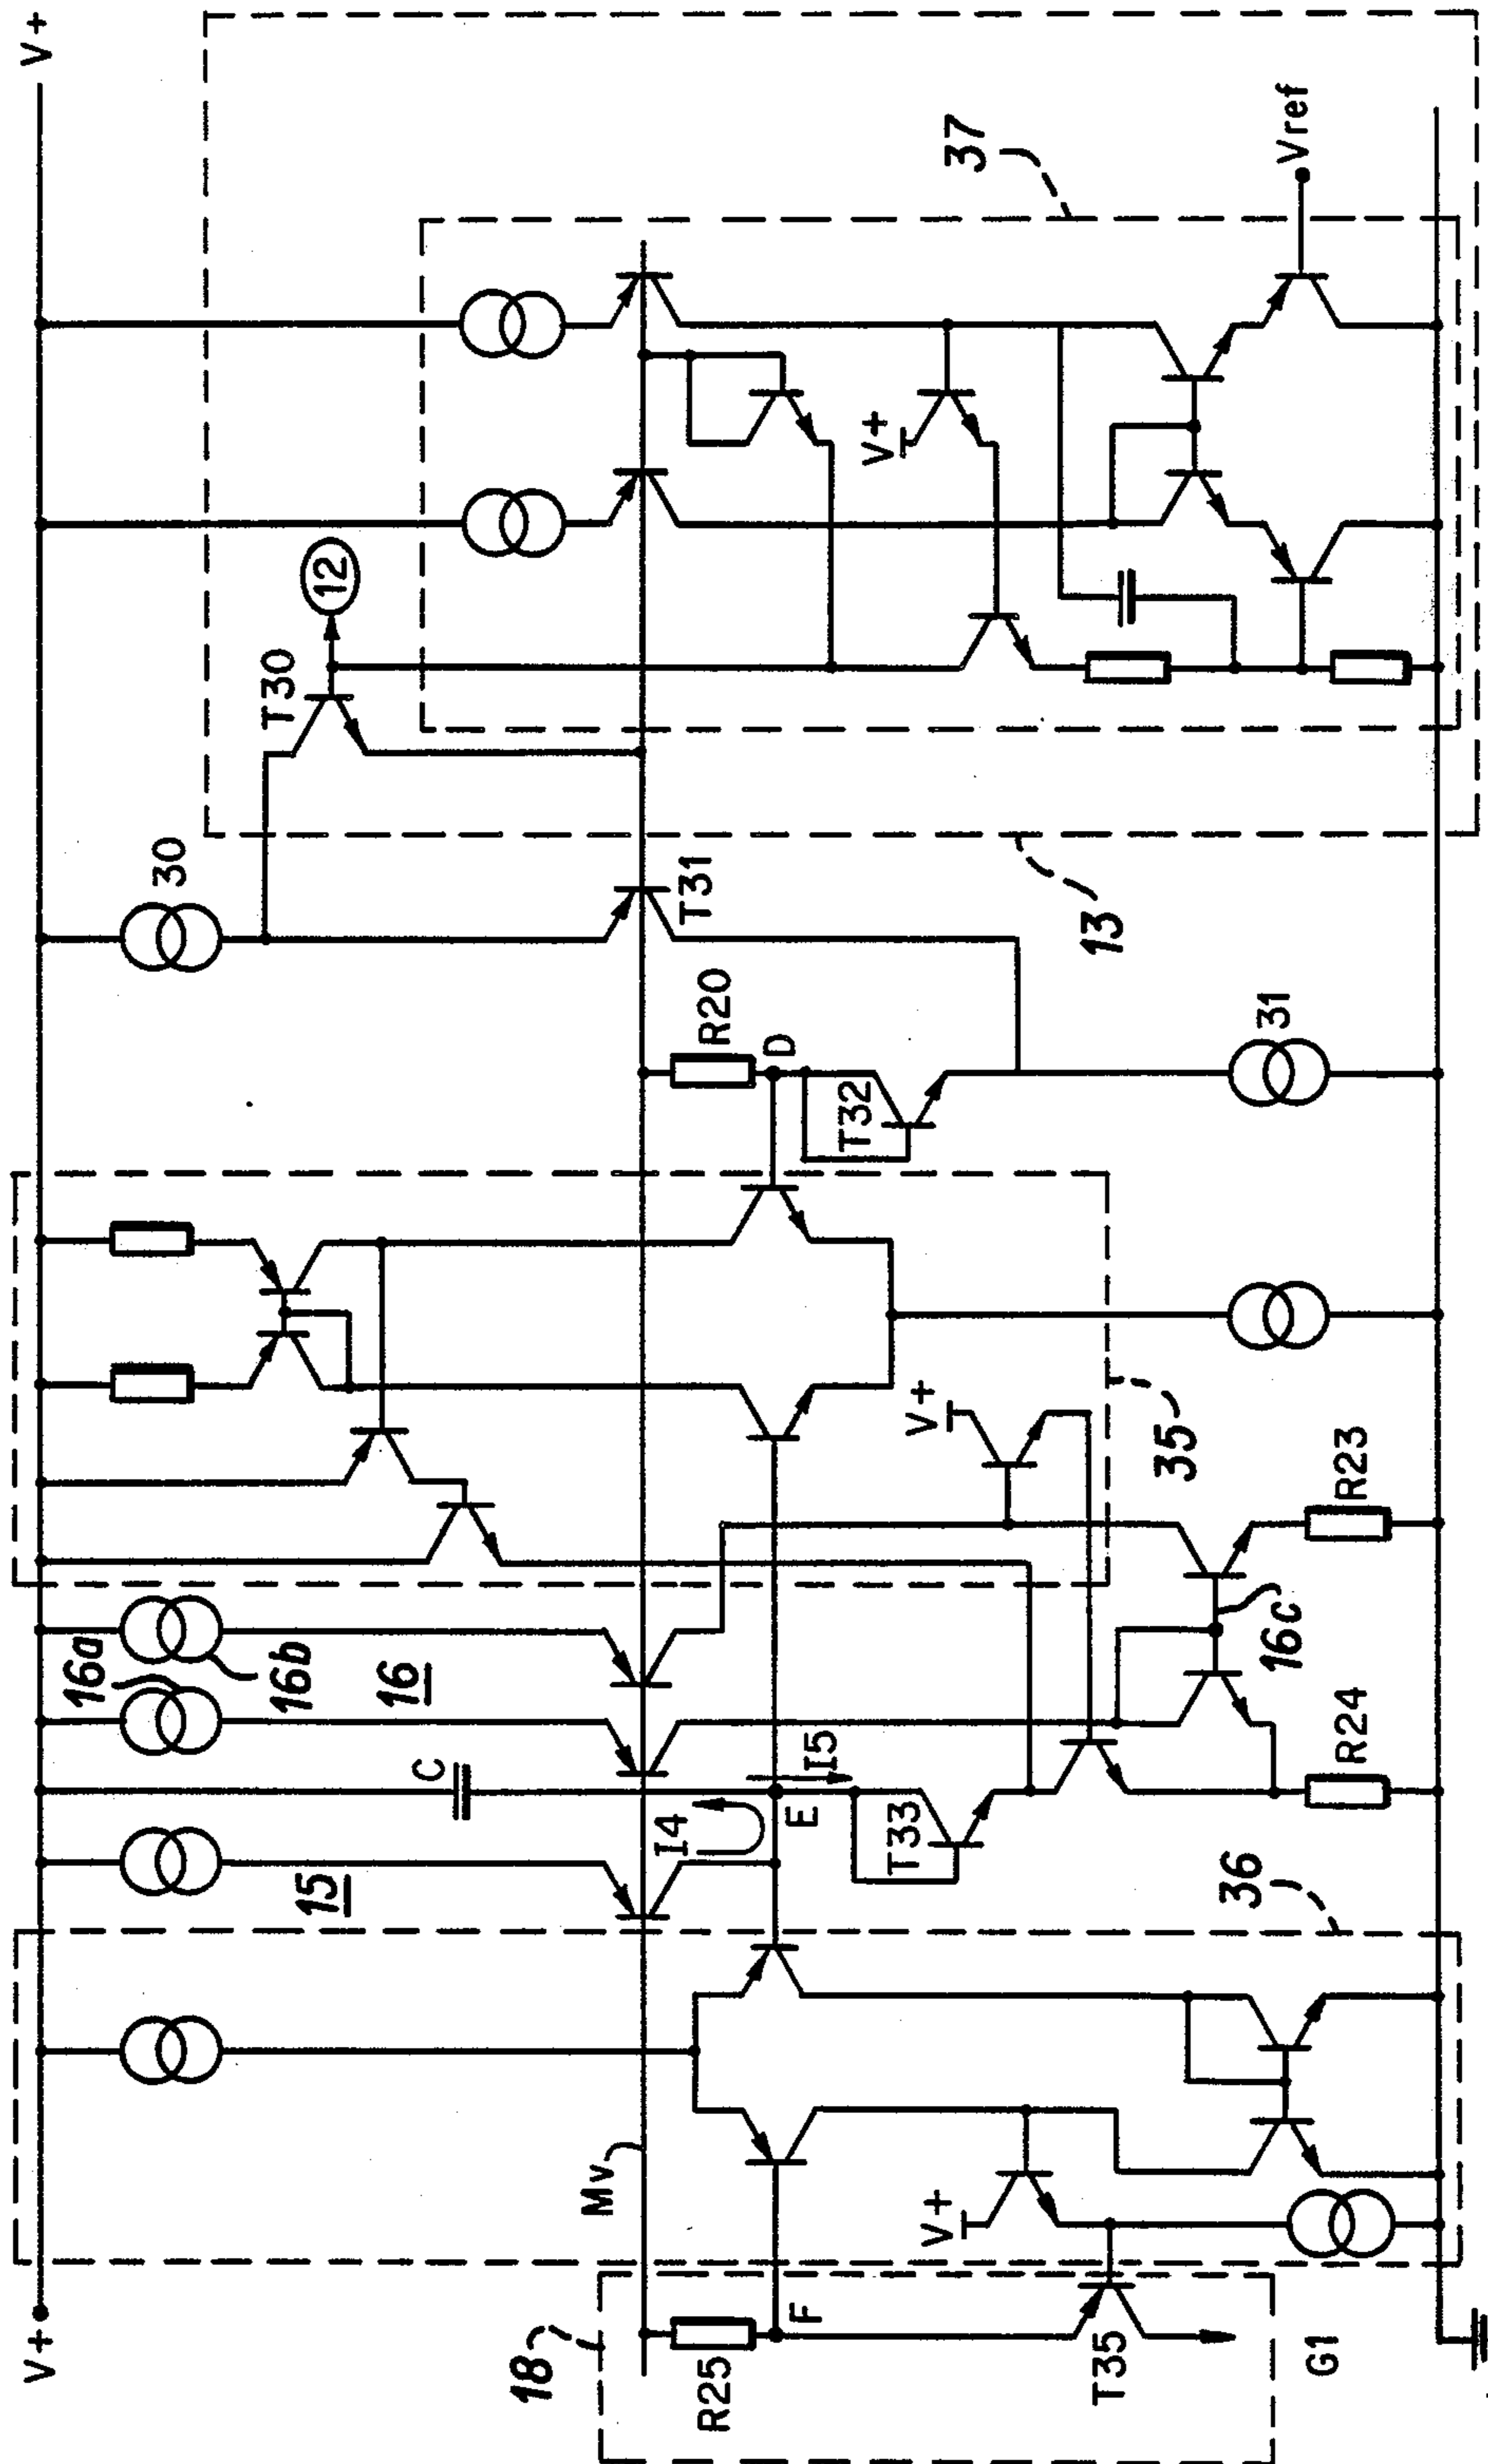 V+
V+
37
Vref
12
T30
V+
30
T31
13
R20
D
T32
31
V+
35
R23
16a
16b
16
16c
C
I5
I4
E
T33
R24
15
36
Mv
V+
18
R25
F
T35
G1